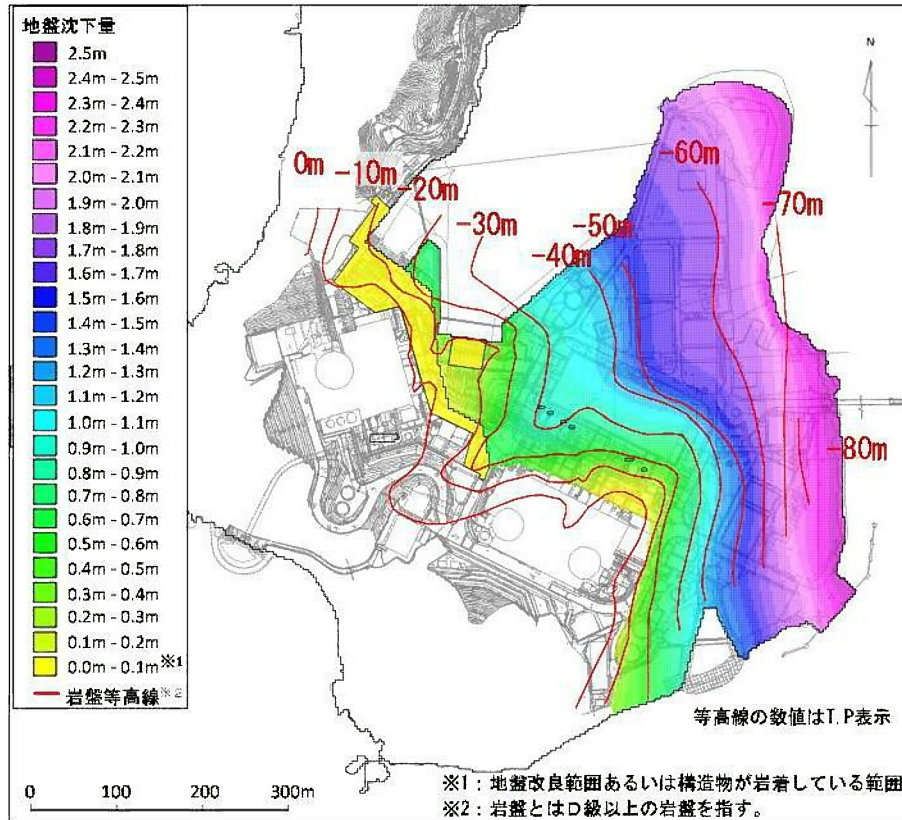 地盤沈下量
2.5m
2.4m - 2.5m
2.3m - 2.4m
2.2m - 2.3m
2.1m - 2.2m
2.0m - 2.1m
1.9m - 2.0m
1.8m - 1.9m
1.7m - 1.8m
1.6m - 1.7m
1.5m - 1.6m
1.4m - 1.5m
1.3m - 1.4m
1.2m - 1.3m
1.1m - 1.2m
1.0m - 1.1m
0.9m - 1.0m
0.8m - 0.9m
0.7m - 0.8m
0.6m - 0.7m
0.5m - 0.6m
0.4m - 0.5m
0.3m - 0.4m
0.2m - 0.3m
0.1m - 0.2m
0.0m - 0.1m※1
岩盤等高線※2
N
0m
-10m
-20m
-30m
-40m
-50m
-60m
-70m
-80m
等高線の数値はT.P表示
※1：地盤改良範囲あるいは構造物が岩着している範囲
※2：岩盤とはD級以上の岩盤を指す。
0 100 200 300m